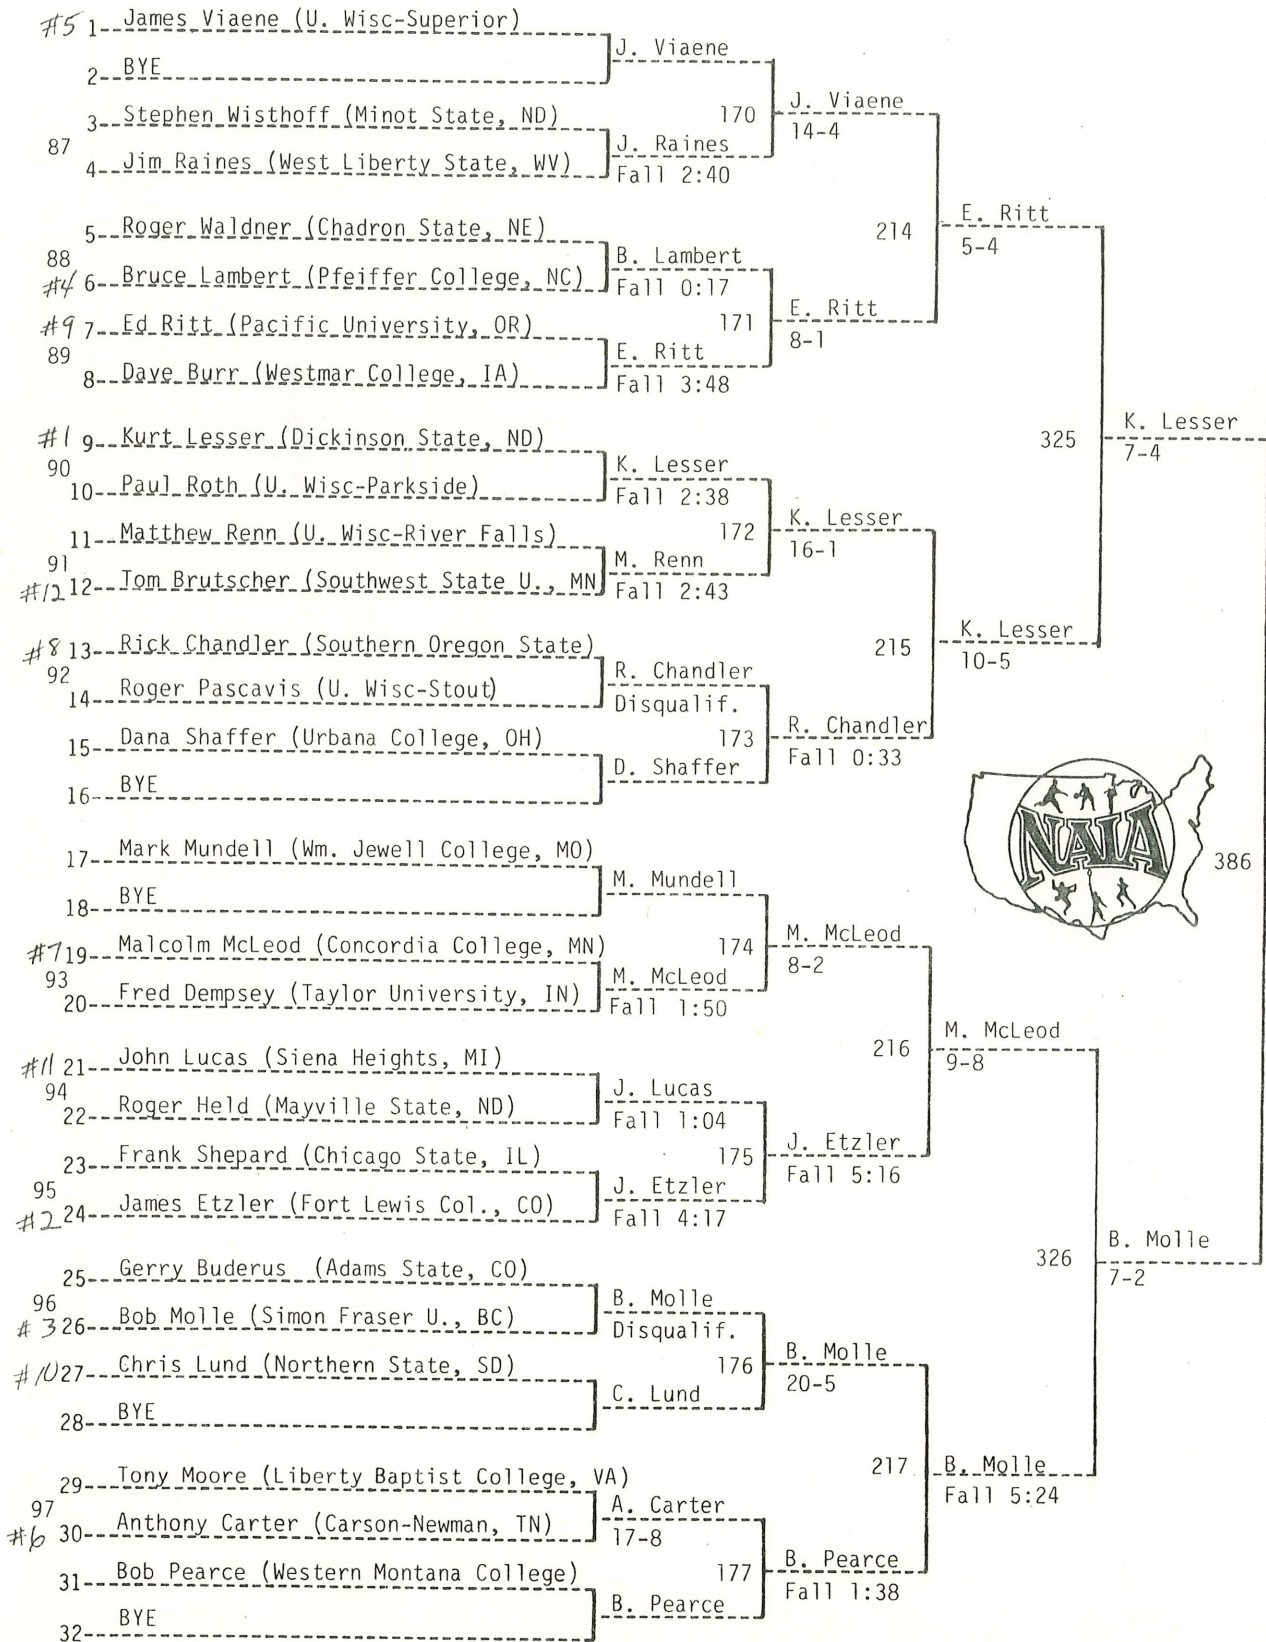 #5 1 James Viaene (U. Wisc-Superior)
J. Viaene
2 BYE
170 J. Viaene
14-4
3 Stephen Wisthoff (Minot State, ND)
87 J. Raines
4 Jim Raines (West Liberty State, WV) Fall 2:40
214 E. Ritt
5-4
5 Roger Waldner (Chadron State, NE)
88 B. Lambert
#4 6 Bruce Lambert (Pfeiffer College, NC) Fall 0:17
171 E. Ritt
8-1
#9 7 Ed Ritt (Pacific University, OR)
89 E. Ritt
8 Dave Burr (Westmar College, IA) Fall 3:48
325 K. Lesser
7-4
#1 9 Kurt Lesser (Dickinson State, ND)
90 K. Lesser
10 Paul Roth (U. Wisc-Parkside) Fall 2:38
172 K. Lesser
16-1
11 Matthew Renn (U. Wisc-River Falls)
91 M. Renn
#12 12 Tom Brutscher (Southwest State U., MN Fall 2:43
215 K. Lesser
10-5
#8 13 Rick Chandler (Southern Oregon State)
92 R. Chandler
14 Roger Pascavis (U. Wisc-Stout) Disqualif.
173 R. Chandler
Fall 0:33
15 Dana Shaffer (Urbana College, OH)
D. Shaffer
16 BYE
NAIA
386
17 Mark Mundell (Wm. Jewell College, MO)
M. Mundell
18 BYE
174 M. McLeod
8-2
#7 19 Malcolm McLeod (Concordia College, MN)
93 M. McLeod
20 Fred Dempsey (Taylor University, IN) Fall 1:50
216 M. McLeod
9-8
#11 21 John Lucas (Siena Heights, MI)
94 J. Lucas
22 Roger Held (Mayville State, ND) Fall 1:04
175 J. Etzler
Fall 5:16
23 Frank Shepard (Chicago State, IL)
95 J. Etzler
#2 24 James Etzler (Fort Lewis Col., CO) Fall 4:17
326 B. Molle
7-2
25 Gerry Buderus (Adams State, CO)
96 B. Molle
#3 26 Bob Molle (Simon Fraser U., BC) Disqualif.
176 B. Molle
20-5
#10 27 Chris Lund (Northern State, SD)
C. Lund
28 BYE
217 B. Molle
Fall 5:24
29 Tony Moore (Liberty Baptist College, VA)
97 A. Carter
#6 30 Anthony Carter (Carson-Newman, TN) 17-8
177 B. Pearce
Fall 1:38
31 Bob Pearce (Western Montana College)
B. Pearce
32 BYE